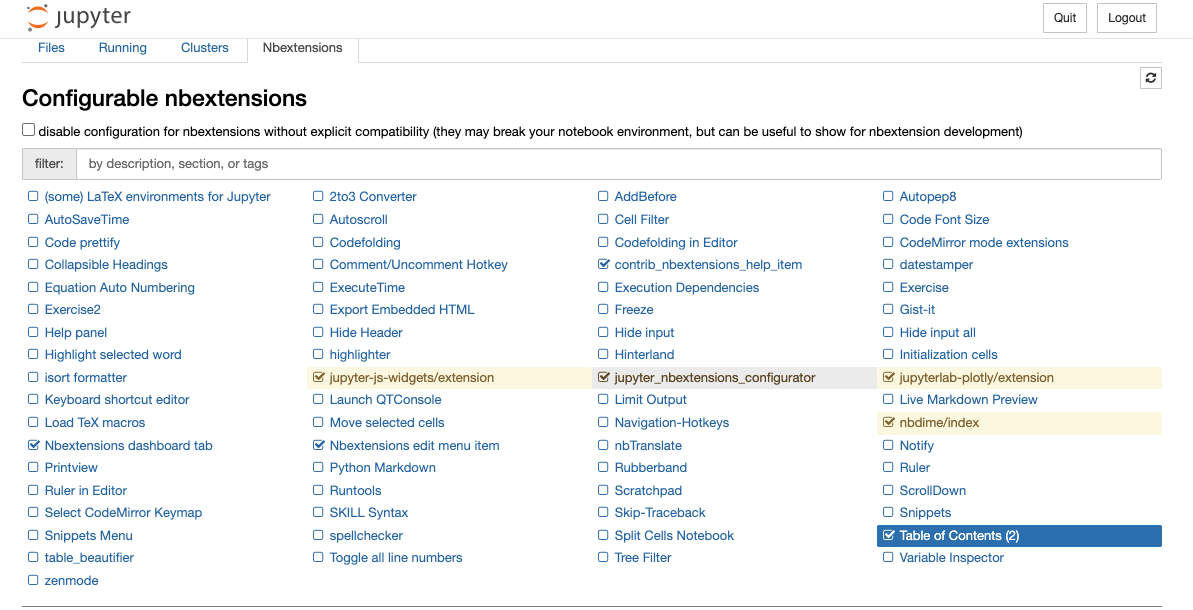 jupyter
Quit Logout
Files Running Clusters Nbextensions
Configurable nbextensions
disable configuration for nbextensions without explicit compatibility (they may break your notebook environment, but can be useful to show for nbextension development)
filter: by description, section, or tags
(some) LaTeX environments for Jupyter 2to3 Converter AddBefore Autopep8
AutoSaveTime Autoscroll Cell Filter Code Font Size
Code prettify Codefolding Codefolding in Editor CodeMirror mode extensions
Collapsible Headings Comment/Uncomment Hotkey contrib_nbextensions_help_item datestamper
Equation Auto Numbering ExecuteTime Execution Dependencies Exercise
Exercise2 Export Embedded HTML Freeze Gist-it
Help panel Hide Header Hide input Hide input all
Highlight selected word highlighter Hinterland Initialization cells
isort formatter jupyter-js-widgets/extension jupyter_nbextensions_configurator jupyterlab-plotly/extension
Keyboard shortcut editor Launch QTConsole Limit Output Live Markdown Preview
Load TeX macros Move selected cells Navigation-Hotkeys nbdime/index
Nbextensions dashboard tab Nbextensions edit menu item nbTranslate Notify
Printview Python Markdown Rubberband Ruler
Ruler in Editor Runtools Scratchpad ScrollDown
Select CodeMirror Keymap SKILL Syntax Skip-Traceback Snippets
Snippets Menu spellchecker Split Cells Notebook Table of Contents (2)
table_beautifier Toggle all line numbers Tree Filter Variable Inspector
zenmode